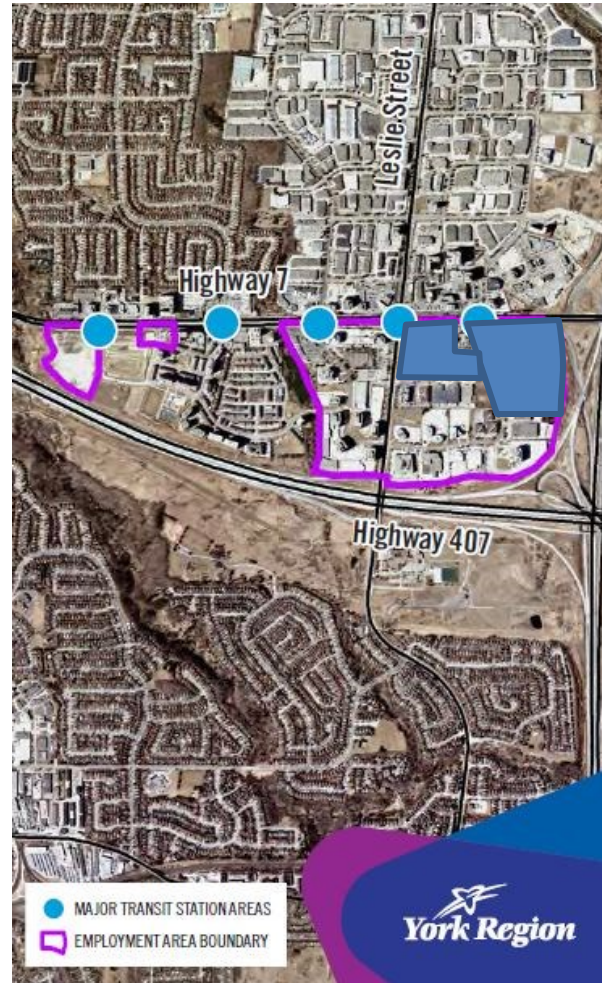 Leslie Street
Highway 7
Highway 407
MAJOR TRANSIT STATION AREAS
EMPLOYMENT AREA BOUNDARY
York Region